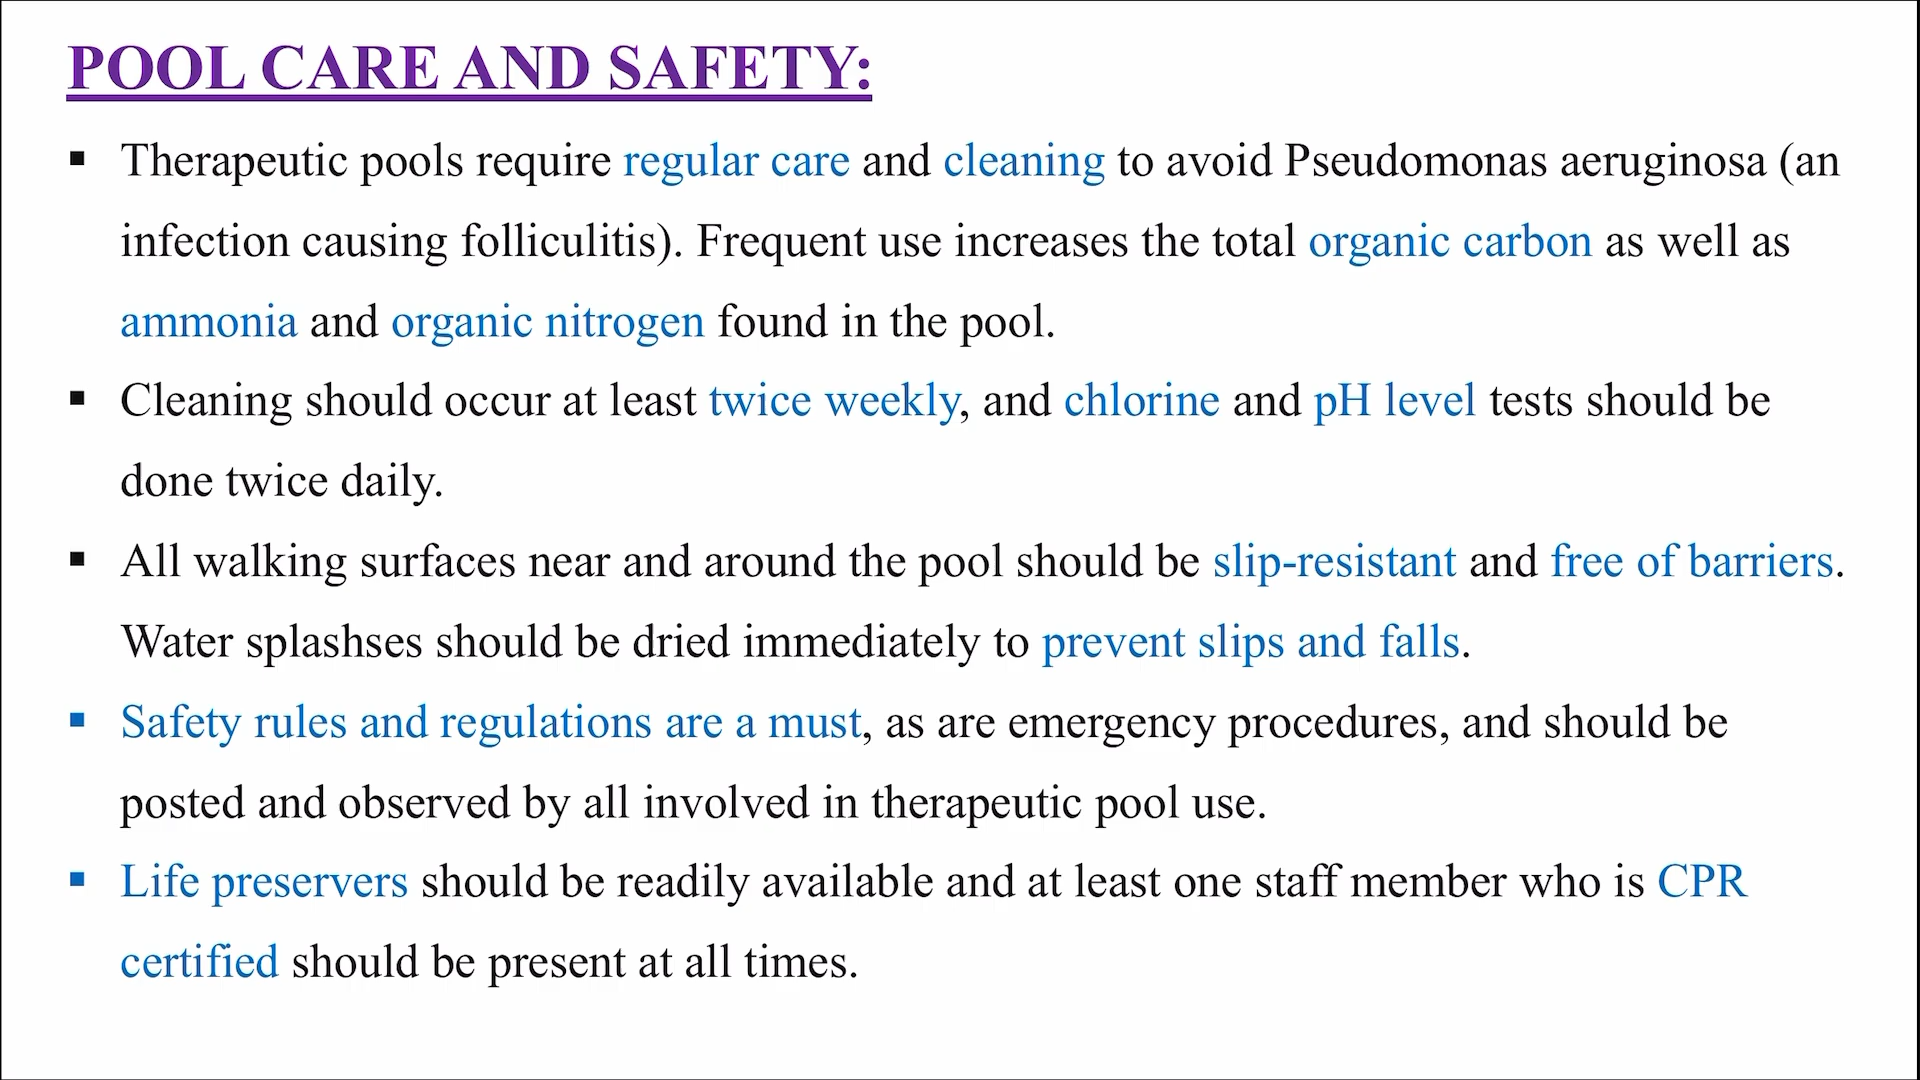 POOL CARE AND SAFETY:
▪ Therapeutic pools require regular care and cleaning to avoid Pseudomonas aeruginosa (an
infection causing folliculitis). Frequent use increases the total organic carbon as well as
ammonia and organic nitrogen found in the pool.
▪ Cleaning should occur at least twice weekly, and chlorine and pH level tests should be
done twice daily.
▪ All walking surfaces near and around the pool should be slip-resistant and free of barriers.
Water splashses should be dried immediately to prevent slips and falls.
▪ Safety rules and regulations are a must, as are emergency procedures, and should be
posted and observed by all involved in therapeutic pool use.
▪ Life preservers should be readily available and at least one staff member who is CPR
certified should be present at all times.